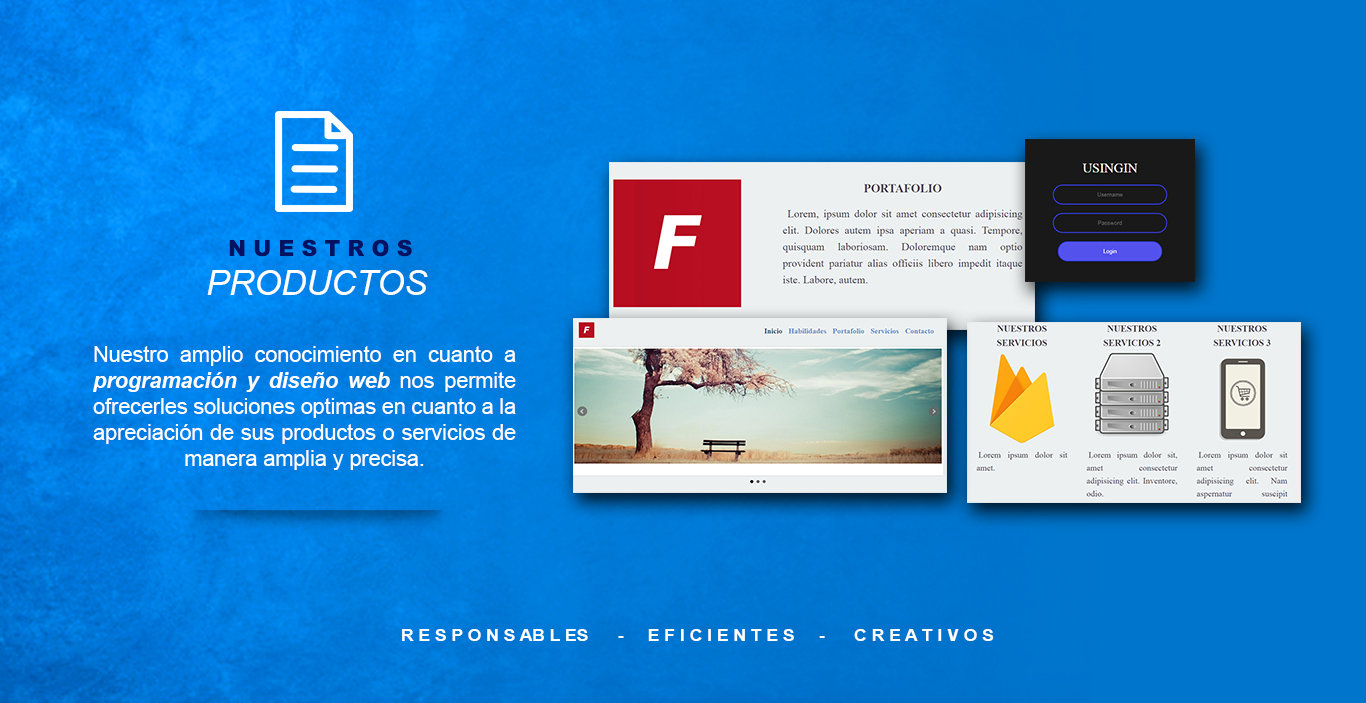 NUESTROS
PRODUCTOS
Nuestro amplio conocimiento en cuanto a
programación y diseño web nos permite
ofrecerles soluciones optimas en cuanto a la
apreciación de sus productos o servicios de
manera amplia y precisa.
F
PORTAFOLIO
Lorem, ipsum dolor sit amet consectetur adipisicing
elit. Dolores autem ipsa aperiam a quasi. Tempore,
quisquam laboriosam. Doloremque nam optio
provident pariatur alias officiis libero impedit itaque
iste. Labore, autem.
USINGIN
Username
Password
Login
F
Inicio Habilidades Portafolio Servicios Contacto
NUESTROS
SERVICIOS
Lorem ipsum dolor sit
amet.
NUESTROS
SERVICIOS 2
Lorem ipsum dolor sit,
amet consectetur
adipisicing elit. Inventore,
odio.
NUESTROS
SERVICIOS 3
Lorem ipsum dolor sit
amet consectetur
adipisicing elit. Nam
aspernatur suscipit
RESPONSABLES - EFICIENTES - CREATIVOS